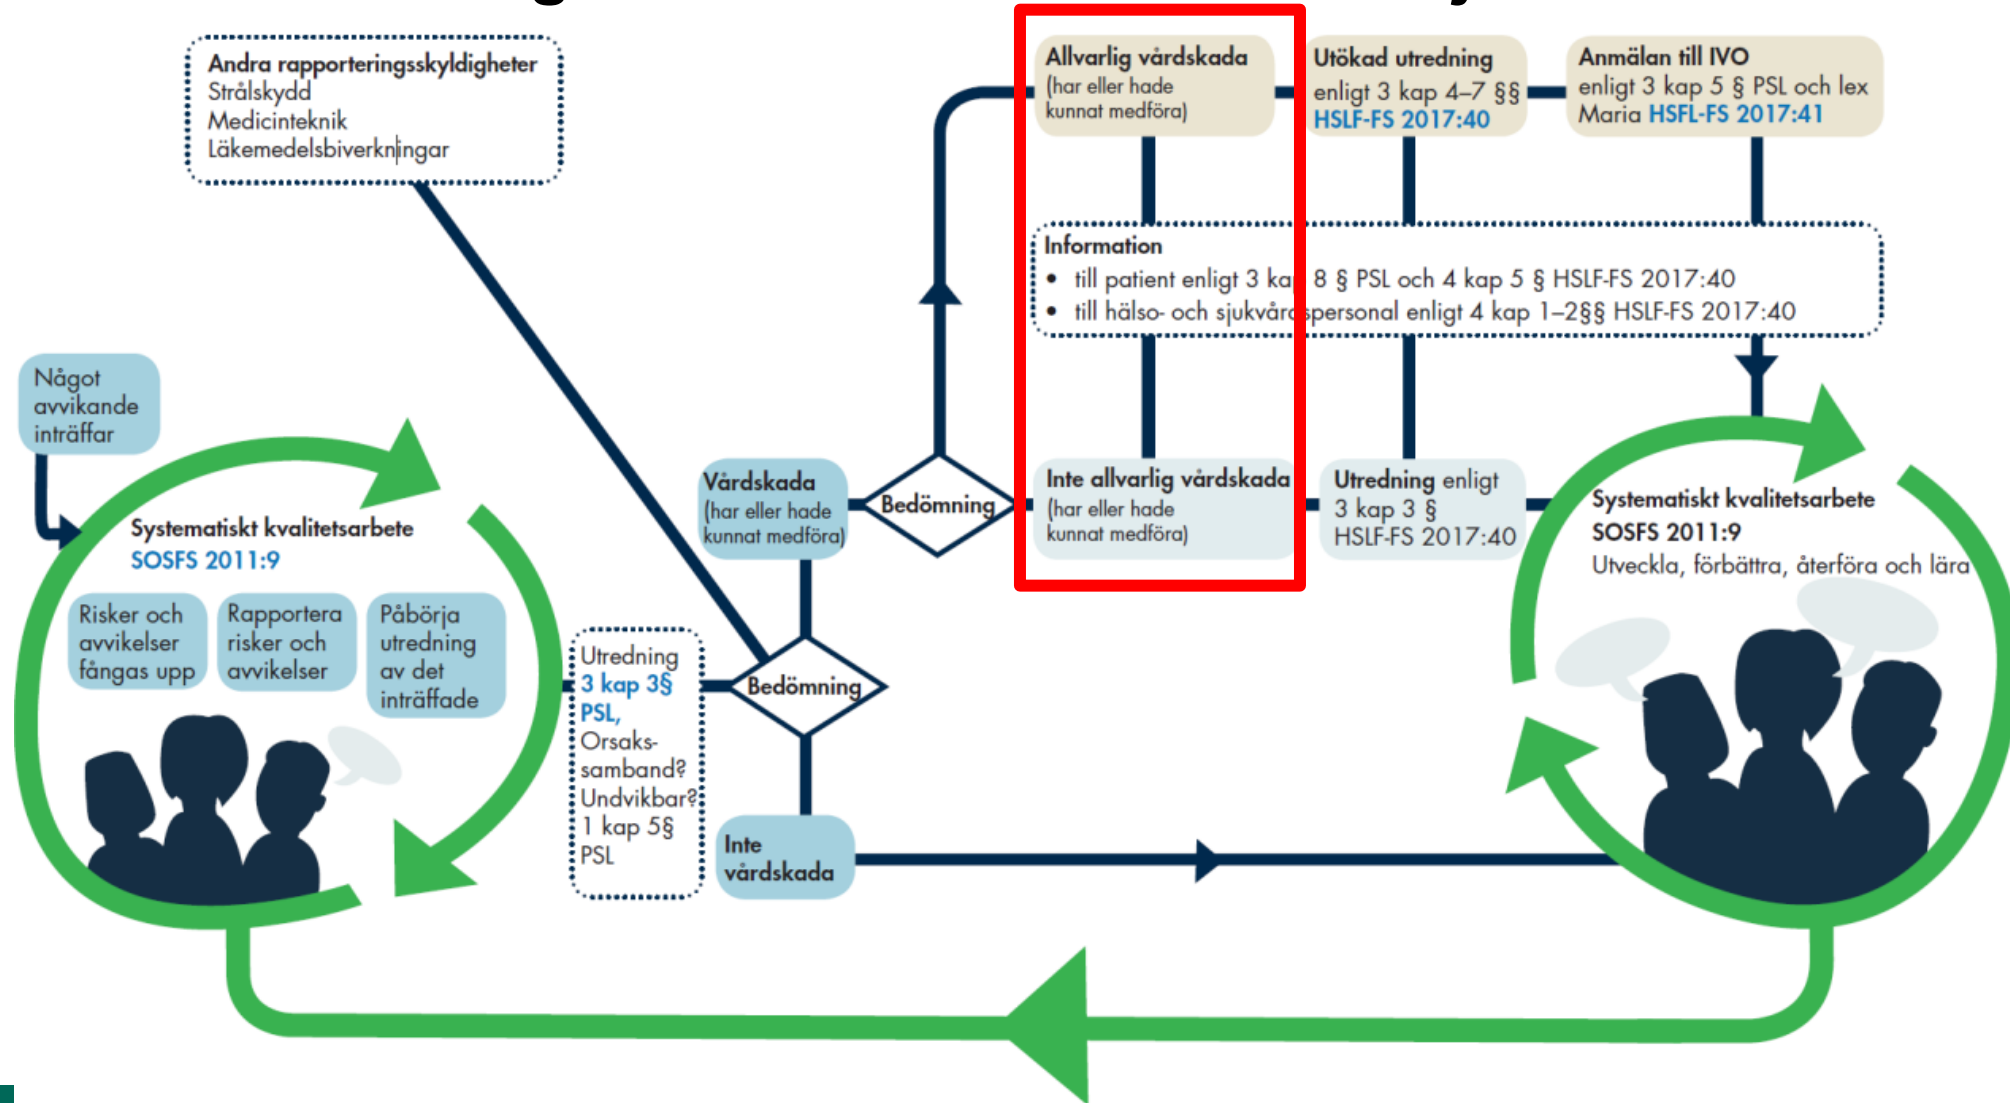 Andra rapporteringsskyldigheter
Strålskydd
Medicinteknik
Läkemedelsbiverkningar
Allvarlig vårdskada
(har eller hade
kunnat medföra)
Utökad utredning
enligt 3 kap 4–7 §§
HSLF-FS 2017:40
Anmälan till IVO
enligt 3 kap 5 § PSL och lex
Maria HSFL-FS 2017:41
Information
• till patient enligt 3 kap 8 § PSL och 4 kap 5 § HSLF-FS 2017:40
• till hälso- och sjukvårdspersonal enligt 4 kap 1–2§§ HSLF-FS 2017:40
Något
avvikande
inträffar
Systematiskt kvalitetsarbete
SOSFS 2011:9
Risker och
avvikelser
fångas upp
Rapportera
risker och
avvikelser
Påbörja
utredning
av det
inträffade
Utredning
3 kap 3§
PSL,
Orsaks-
samband?
Undvikbar?
1 kap 5§
PSL
Bedömning
Vårdskada
(har eller hade
kunnat medföra)
Inte
vårdskada
Bedömning
Inte allvarlig vårdskada
(har eller hade
kunnat medföra)
Utredning enligt
3 kap 3 §
HSLF-FS 2017:40
Systematiskt kvalitetsarbete
SOSFS 2011:9
Utveckla, förbättra, återföra och lära